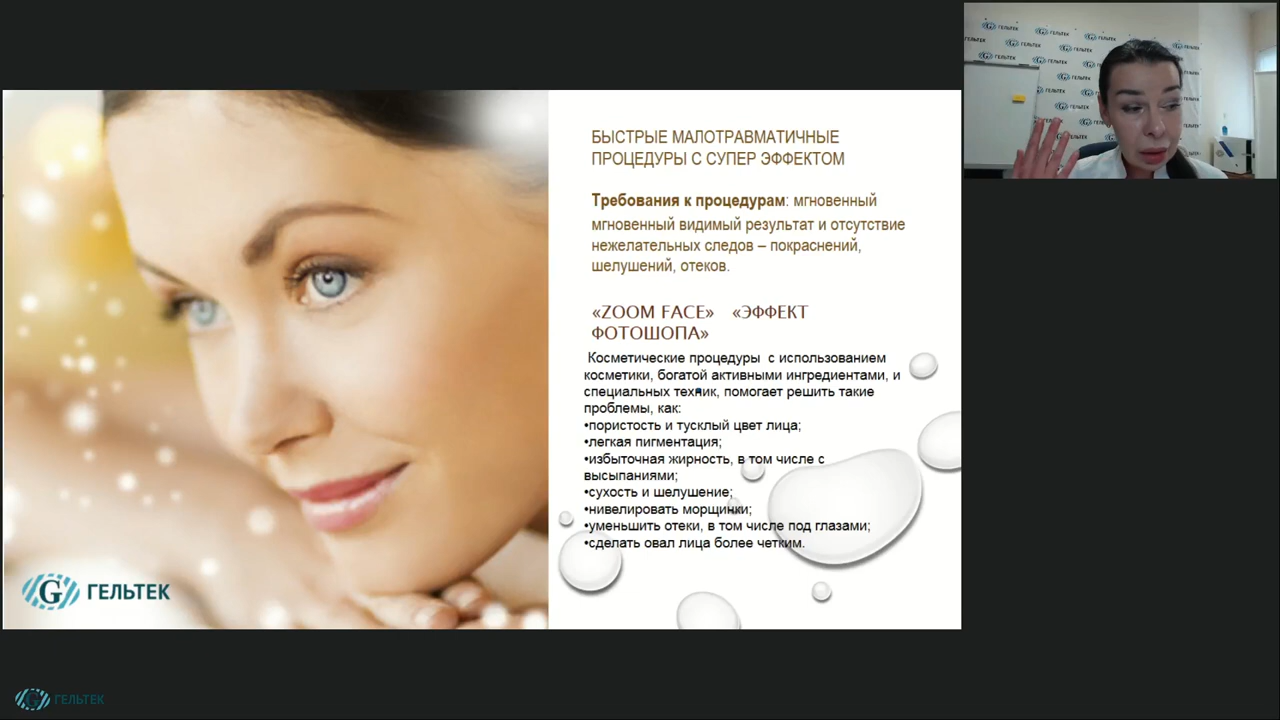 БЫСТРЫЕ МАЛОТРАВМАТИЧНЫЕ
ПРОЦЕДУРЫ С СУПЕР ЭФФЕКТОМ
Требования к процедурам: мгновенный
мгновенный видимый результат и отсутствие
нежелательных следов – покраснений,
шелушений, отеков.
«ZOOM FACE» «ЭФФЕКТ
ФОТОШОПА»
Косметические процедуры с использованием
косметики, богатой активными ингредиентами, и
специальных техник, помогает решить такие
проблемы, как:
•пористость и тусклый цвет лица;
•легкая пигментация;
•избыточная жирность, в том числе с
высыпаниями;
•сухость и шелушение;
•нивелировать морщинки;
•уменьшить отеки, в том числе под глазами;
•сделать овал лица более четким.
G ГЕЛЬТЕК
G ГЕЛЬТЕК
ГЕЛЬТЕК
ГЕЛЬТЕК
ГЕЛЬТЕК